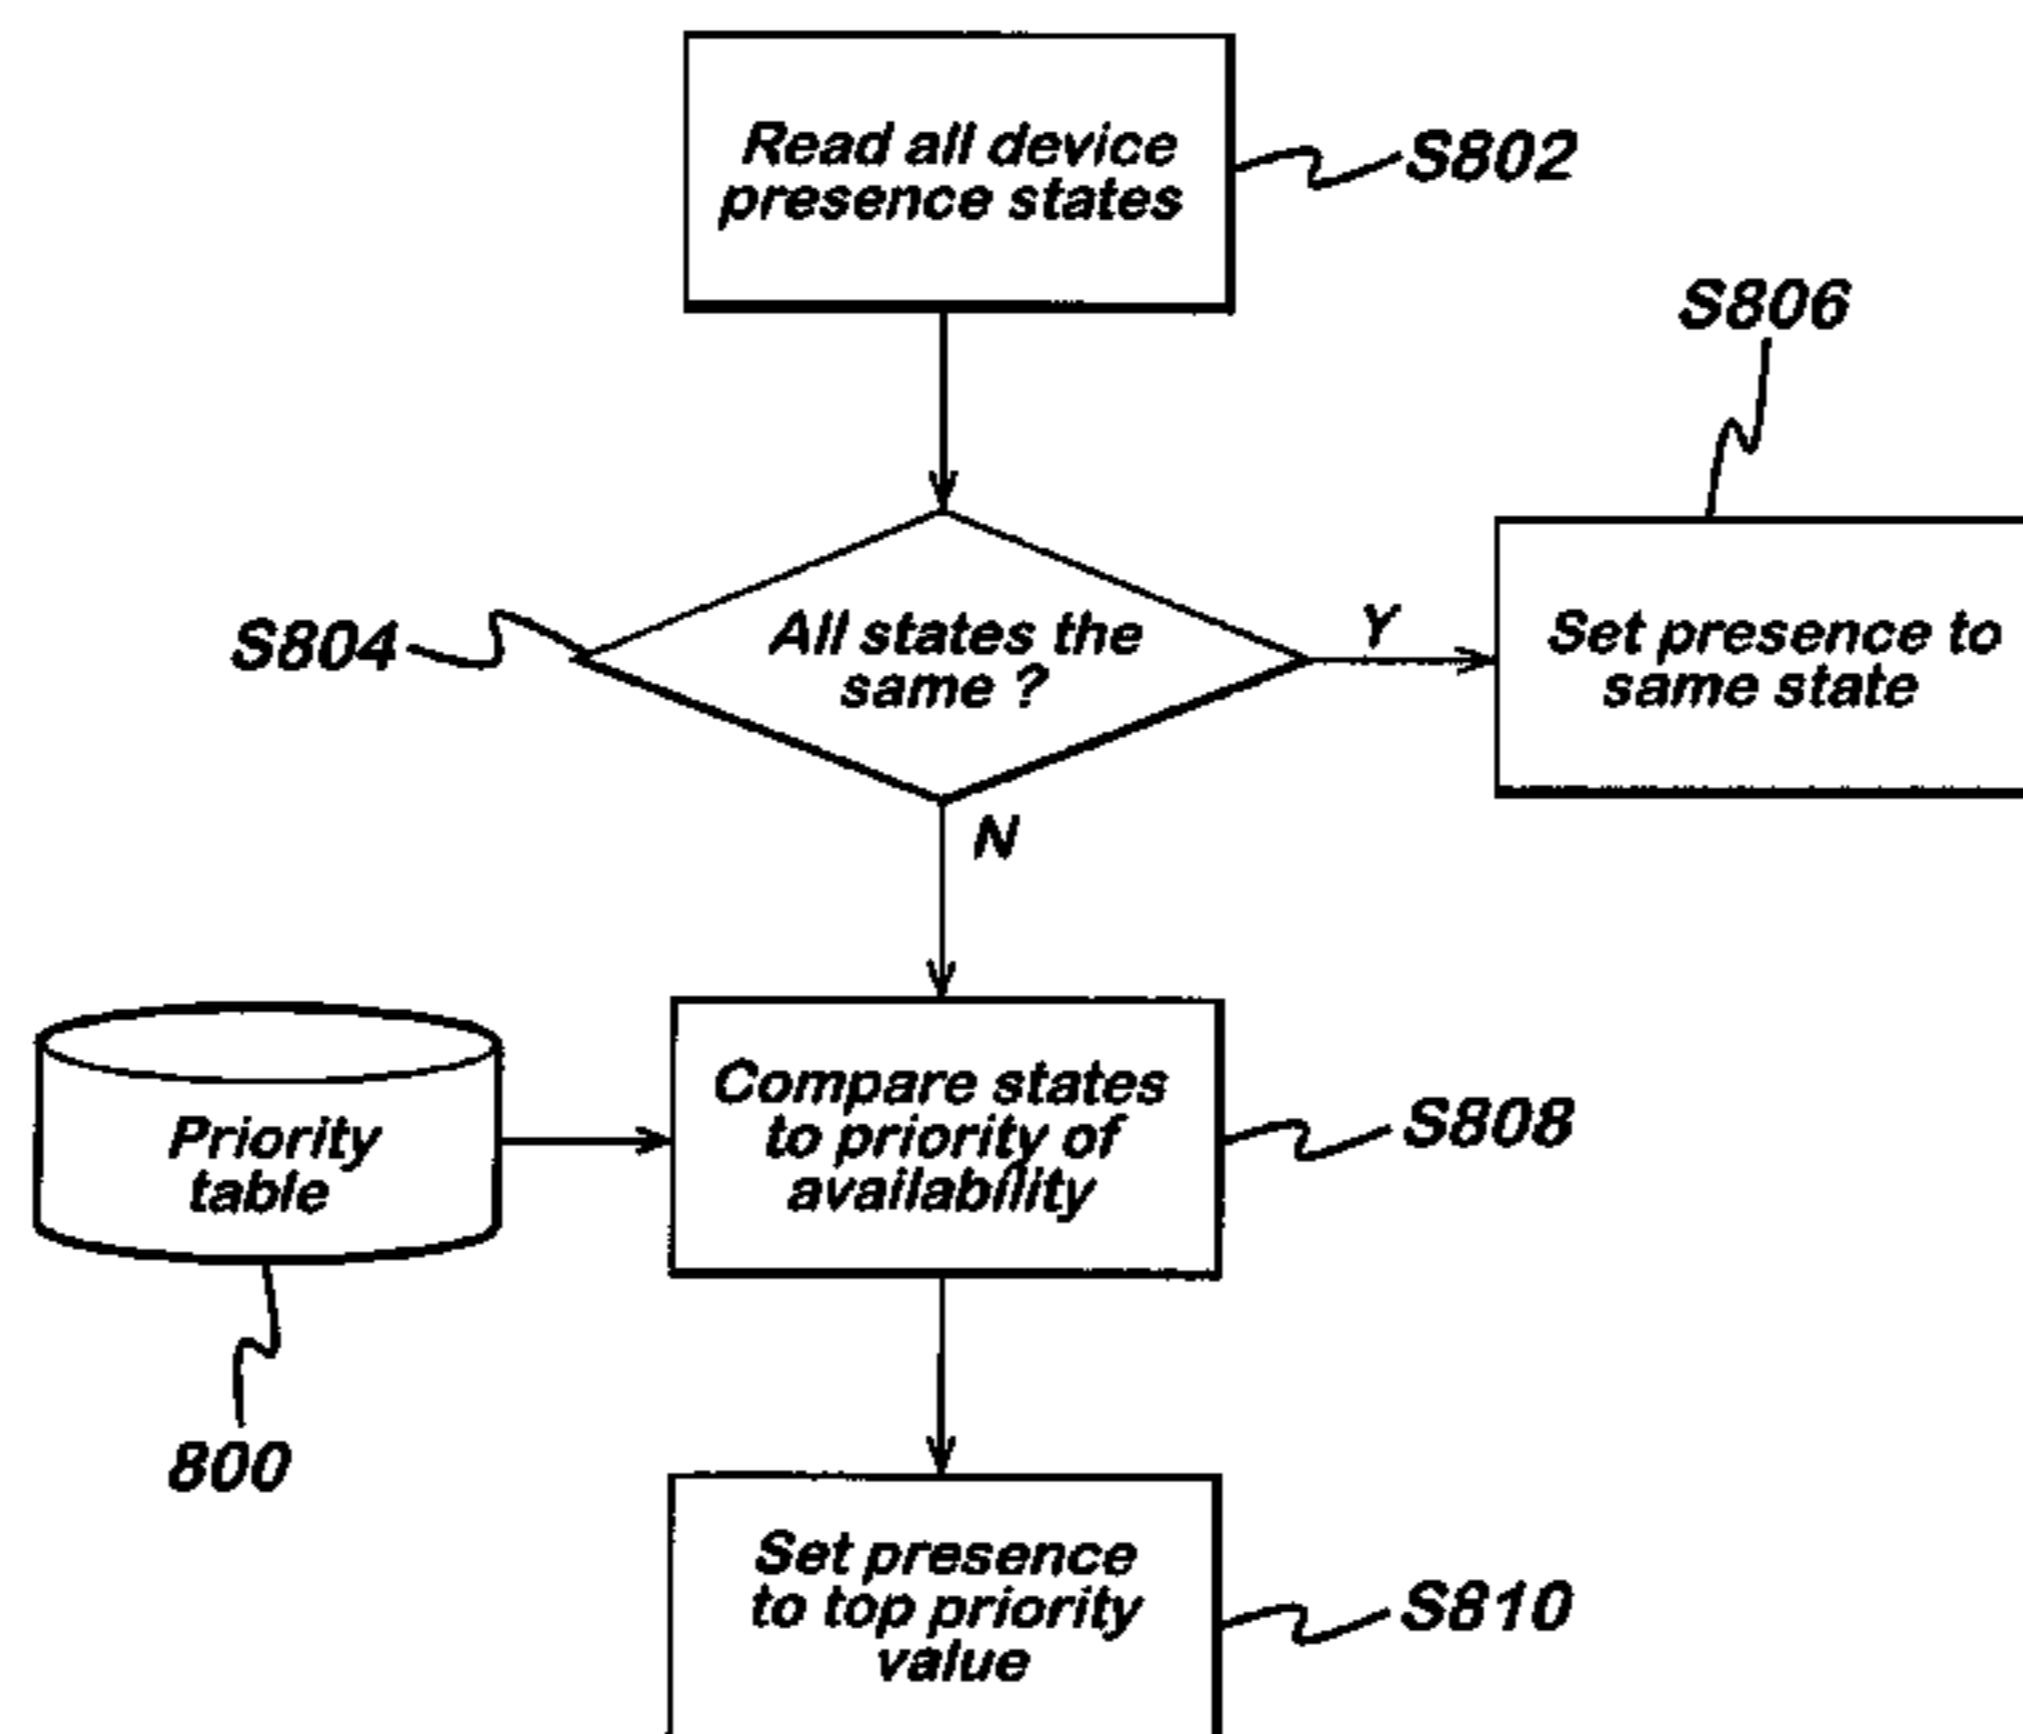 Read all device
presence states
S802
S806
S804
All states the
same ?
Y
Set presence to
same state
N
Priority
table
800
Compare states
to priority of
availability
S808
Set presence
to top priority
value
S810